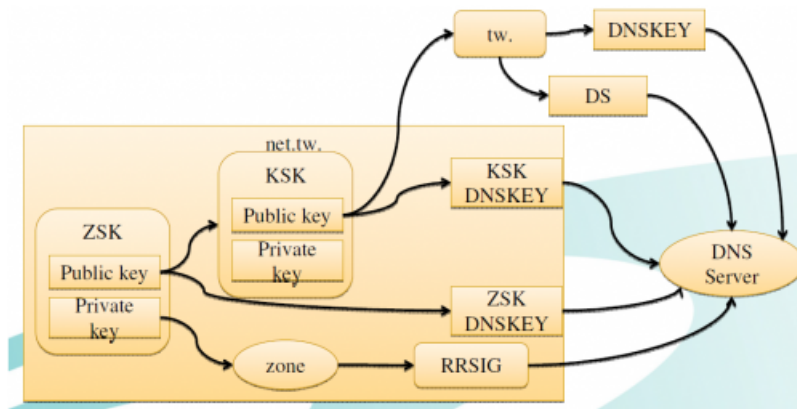 tw.
DNSKEY
DS
net.tw.
KSK
Public key
Private
key
KSK
DNSKEY
ZSK
Public key
Private
key
ZSK
DNSKEY
DNS
Server
zone
RRSIG